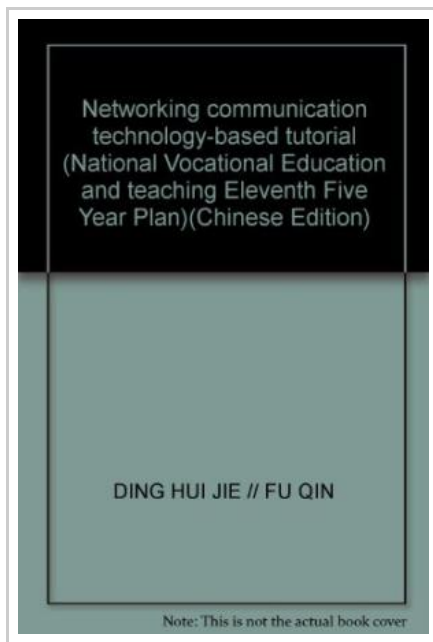 Networking communication
technology-based tutorial
(National Vocational Education
and teaching Eleventh Five
Year Plan)(Chinese Edition)
DING HUI JIE // FU QIN
Note: This is not the actual book cover